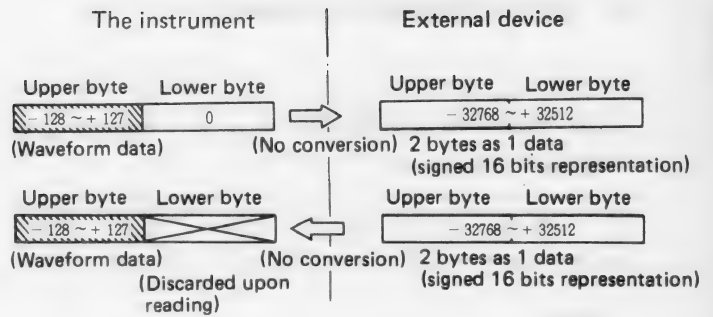 The instrument External device
Upper byte Lower byte Upper byte Lower byte
− 128 ~ + 127 0 − 32768 ~ + 32512
(Waveform data) (No conversion) 2 bytes as 1 data
(signed 16 bits representation)
Upper byte Lower byte Upper byte Lower byte
− 128 ~ + 127 − 32768 ~ + 32512
(Waveform data) (No conversion) 2 bytes as 1 data
(Discarded upon (signed 16 bits representation)
reading)